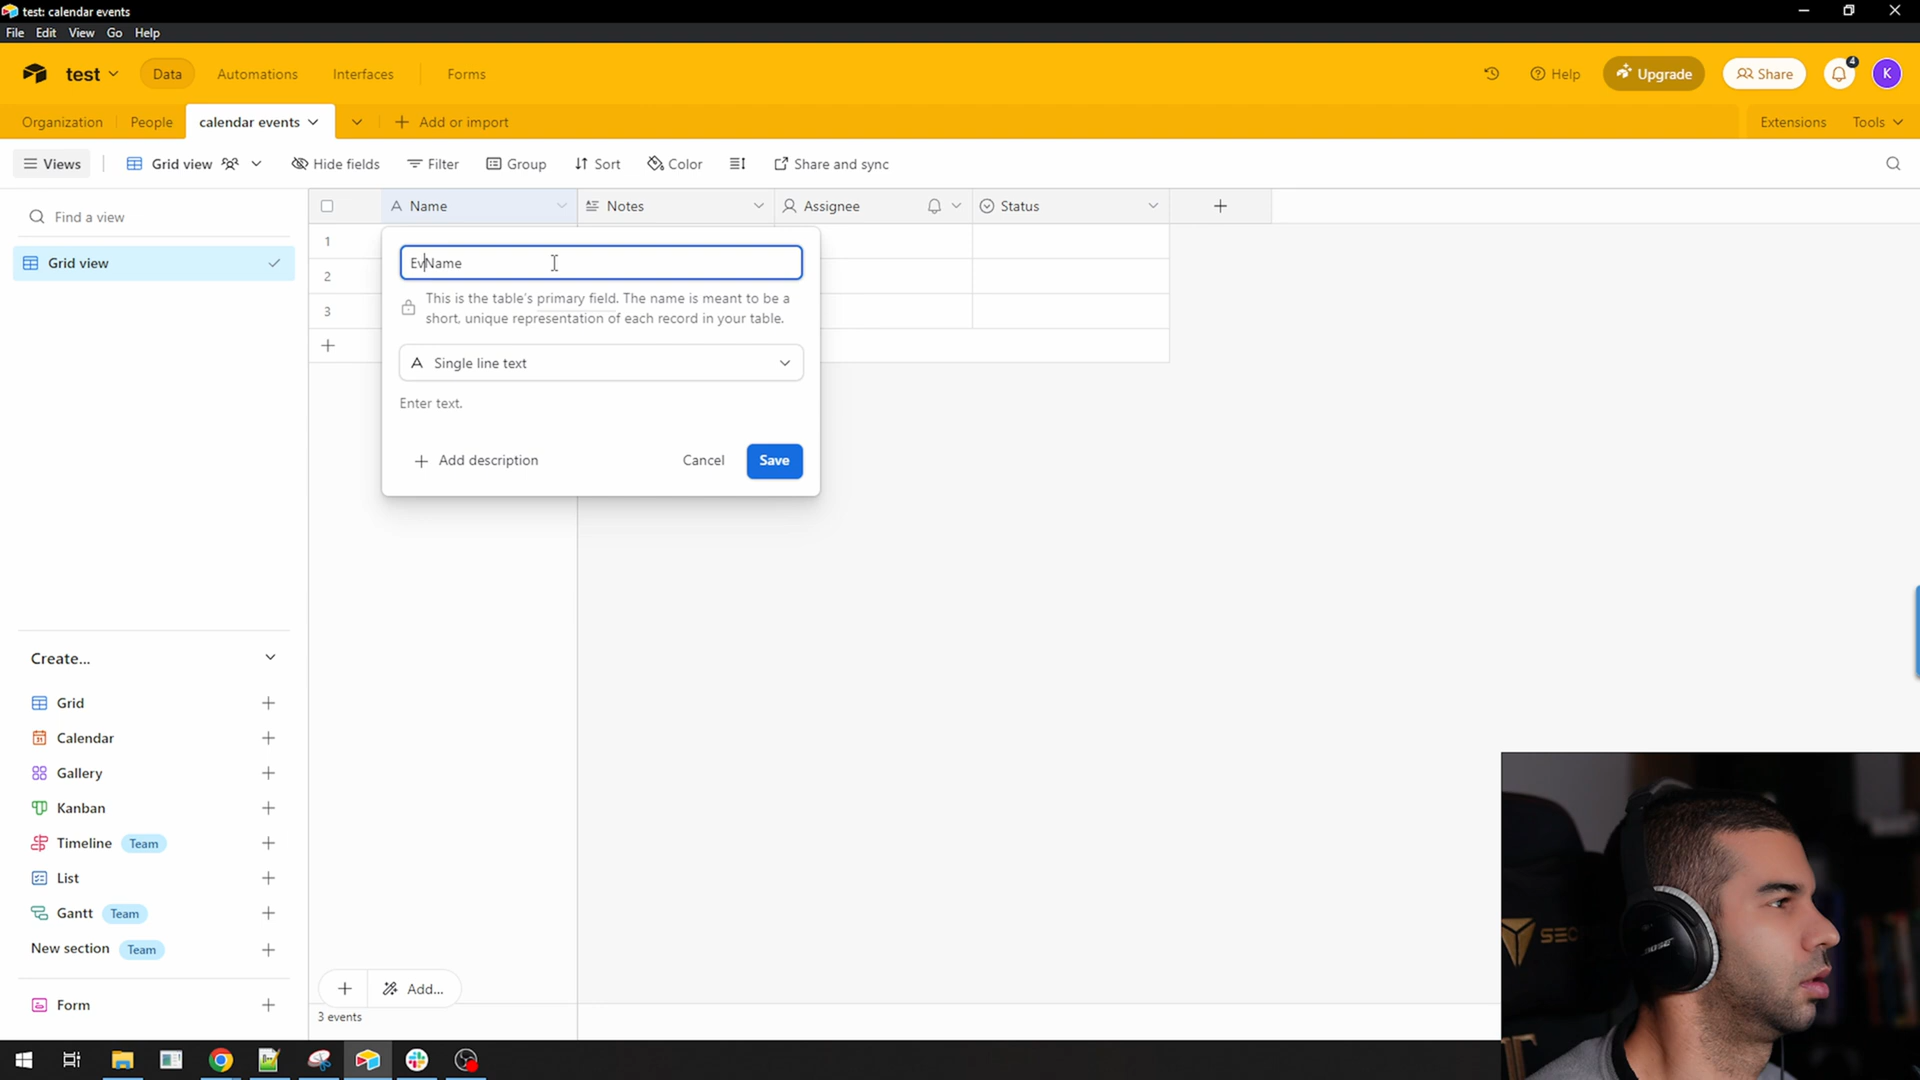 test: calendar events
File Edit View Go Help
test Data Automations Interfaces Forms Help Upgrade Share 4 K
Organization People calendar events Add or import Extensions Tools
Views Grid view Hide fields Filter Group Sort Color Share and sync
Find a view
Grid view
Name Notes Assignee Status
1
2
3
EvName
This is the table's primary field. The name is meant to be a
short, unique representation of each record in your table.
Single line text
Enter text.
Add description Cancel Save
Create...
Grid
Calendar
Gallery
Kanban
Timeline Team
List
Gantt Team
New section Team
Form
Add...
3 events
BOSE